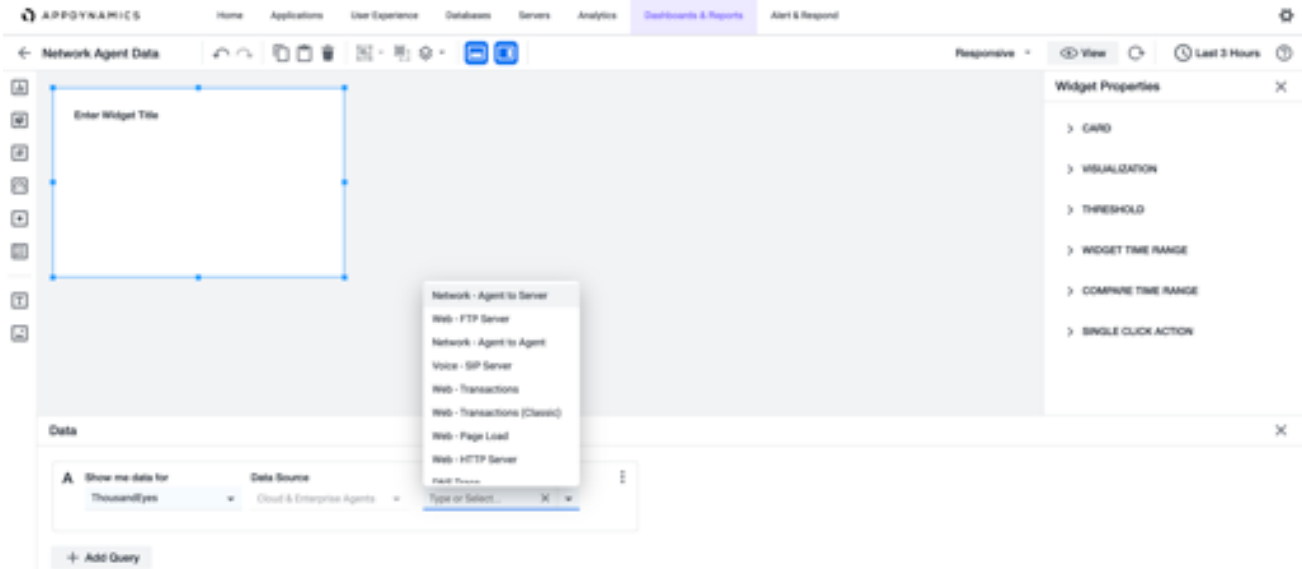 APPDYNAMICS Home Applications User Experience Databases Servers Analytics Dashboards & Reports Alert & Respond
Network Agent Data Responsive View Last 3 Hours
Widget Properties
Enter Widget Title
CARD
VISUALIZATION
THRESHOLD
WIDGET TIME RANGE
COMPARE TIME RANGE
SINGLE CLICK ACTION
Network - Agent to Server
Web - FTP Server
Network - Agent to Agent
Voice - SIP Server
Web - Transactions
Web - Transactions (Classic)
Web - Page Load
Web - HTTP Server
DNS Trace
Data
A Show me data for Data Source
ThousandEyes Cloud & Enterprise Agents Type or Select...
+ Add Query